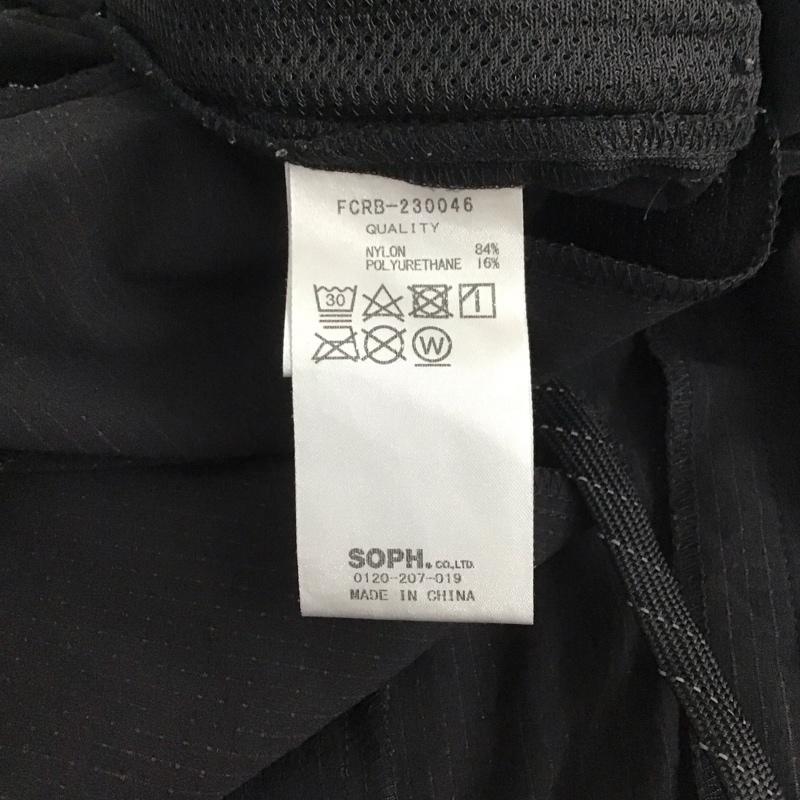 FCRB-230046
QUALITY
NYLON 84%
POLYURETHANE 16%
30
W
SOPH. CO.,LTD.
0120-207-019
MADE IN CHINA